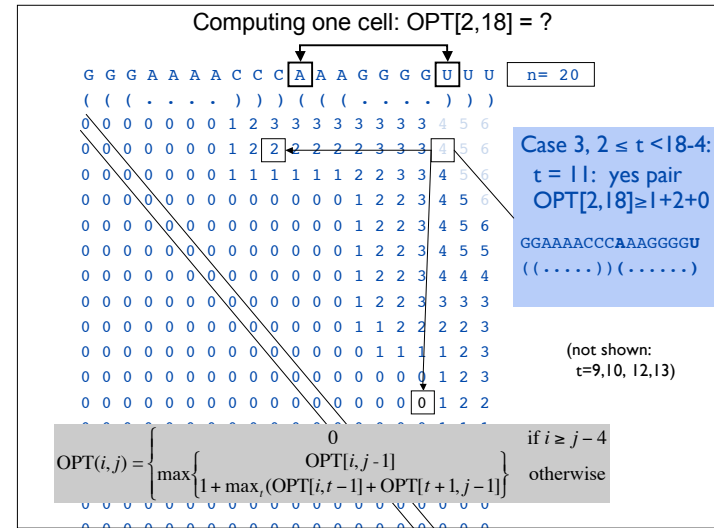 Computing one cell: OPT[2,18] = ?
G G G A A A A C C C A A A G G G G U U U
n= 20
( ( ( . . . . ) ) ) ( ( ( . . . . ) ) )
0 0 0 0 0 0 0 1 2 3 3 3 3 3 3 3 3 4 5 6
0 0 0 0 0 0 0 1 2 2 2 2 2 2 3 3 3 4 5 6
0 0 0 0 0 0 0 1 1 1 1 1 1 2 2 3 3 4 5 6
0 0 0 0 0 0 0 0 0 0 0 0 0 1 2 2 3 4 5 6
0 0 0 0 0 0 0 0 0 0 0 0 0 1 2 2 3 4 5 6
0 0 0 0 0 0 0 0 0 0 0 0 0 1 2 2 3 4 5 5
0 0 0 0 0 0 0 0 0 0 0 0 0 1 2 2 3 4 4 4
0 0 0 0 0 0 0 0 0 0 0 0 0 1 2 2 3 3 3 3
0 0 0 0 0 0 0 0 0 0 0 0 0 1 1 2 2 2 2 3
0 0 0 0 0 0 0 0 0 0 0 0 0 0 1 1 1 1 2 3
0 0 0 0 0 0 0 0 0 0 0 0 0 0 0 0 0 1 2 3
0 0 0 0 0 0 0 0 0 0 0 0 0 0 0 0 0 1 2 2
Case 3, 2 ≤ t <18-4:
t = 11: yes pair
OPT[2,18]≥1+2+0
GGAAAACCCAAAGGGGU
((.....))(......)
(not shown:
t=9,10, 12,13)
OPT(i, j) = { 0 if i ≥ j − 4
max { OPT[i, j -1]
1 + max_t (OPT[i,t −1]+ OPT[t +1, j −1] } otherwise